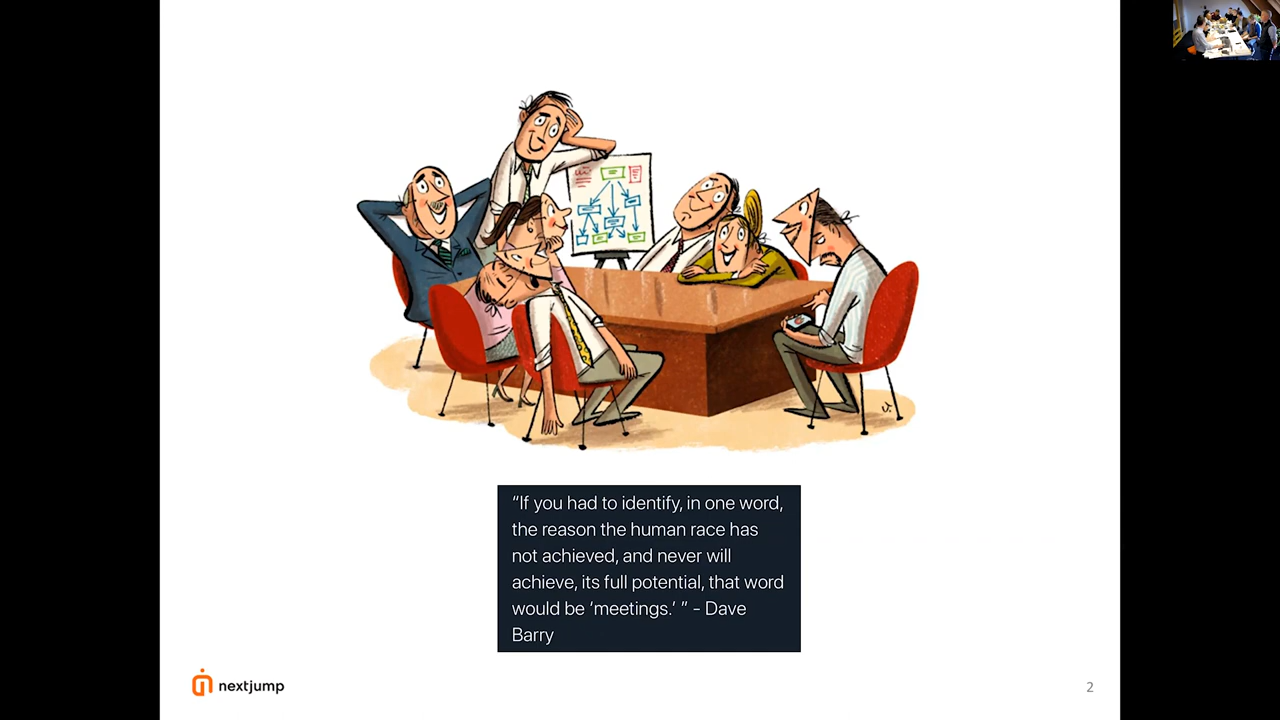 “If you had to identify, in one word,
the reason the human race has
not achieved, and never will
achieve, its full potential, that word
would be ‘meetings.’ ” - Dave
Barry
nextjump
2